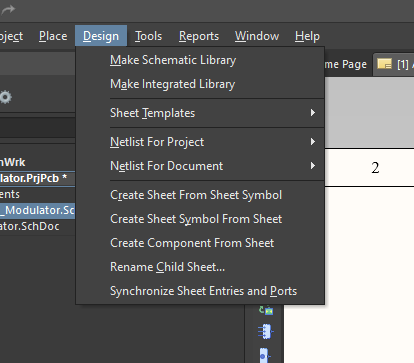 oject Place Design Tools Reports Window Help
Make Schematic Library
ome Page [1]
Make Integrated Library
Sheet Templates
Netlist For Project
nWrk
Netlist For Document
2
lator.PrjPcb *
ents
Create Sheet From Sheet Symbol
_Modulator.Sc
Create Sheet Symbol From Sheet
ator.SchDoc
Create Component From Sheet
Rename Child Sheet...
Synchronize Sheet Entries and Ports